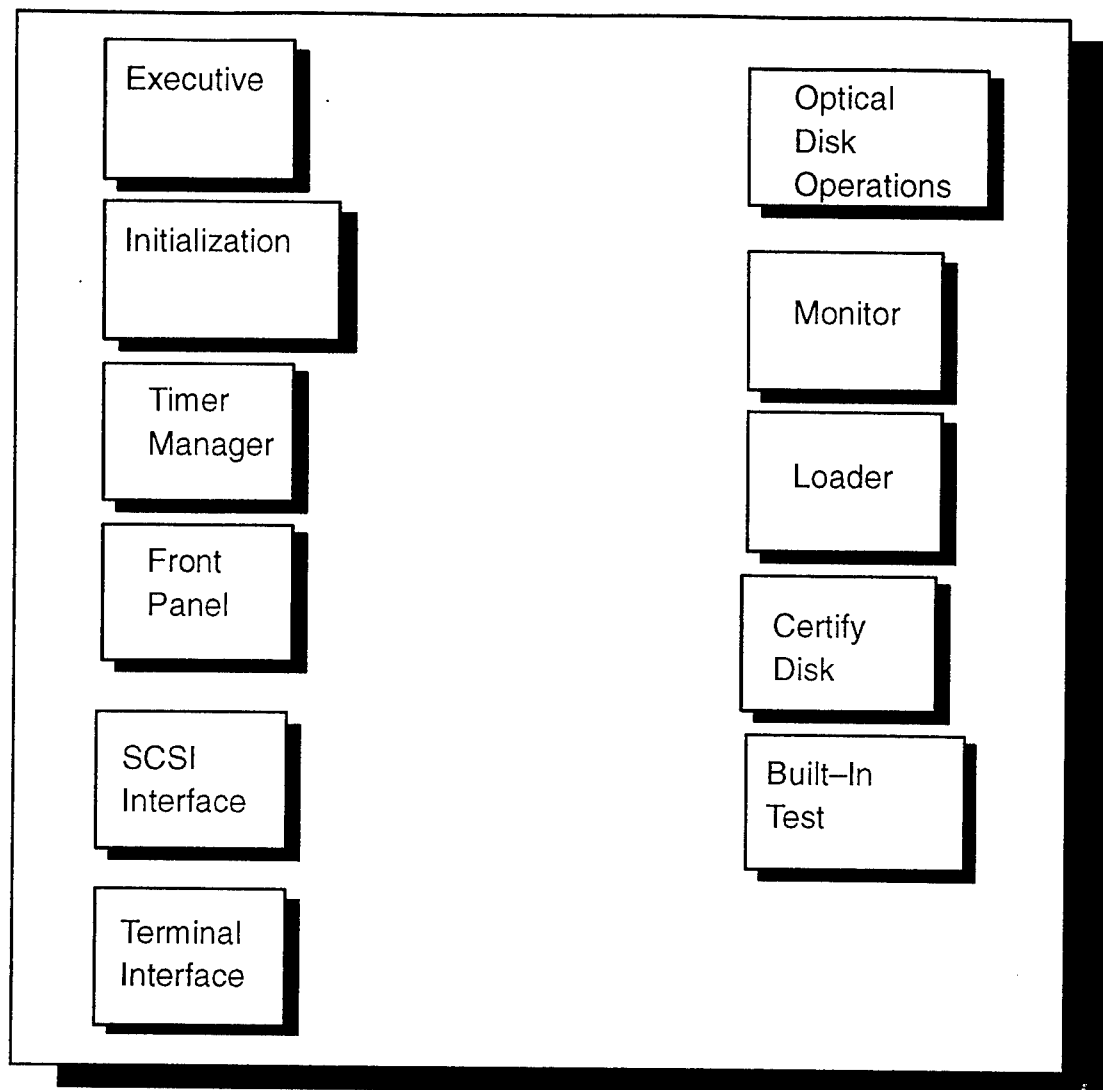 Executive
Initialization
Timer
Manager
Front
Panel
SCSI
Interface
Terminal
Interface
Optical
Disk
Operations
Monitor
Loader
Certify
Disk
Built–In
Test